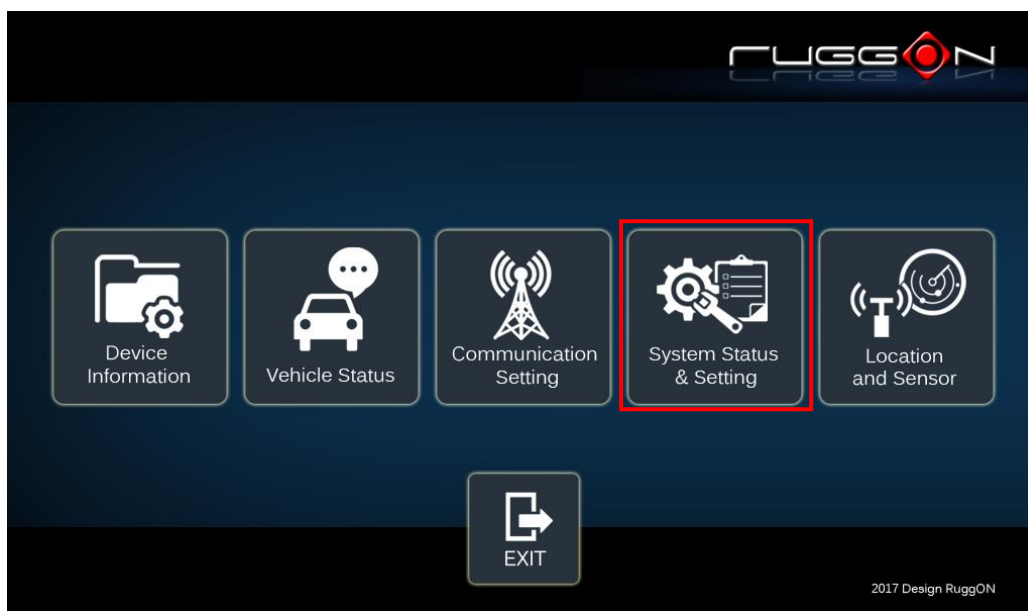 ruggon
Device
Information
Vehicle Status
Communication
Setting
System Status
& Setting
Location
and Sensor
EXIT
2017 Design RuggON